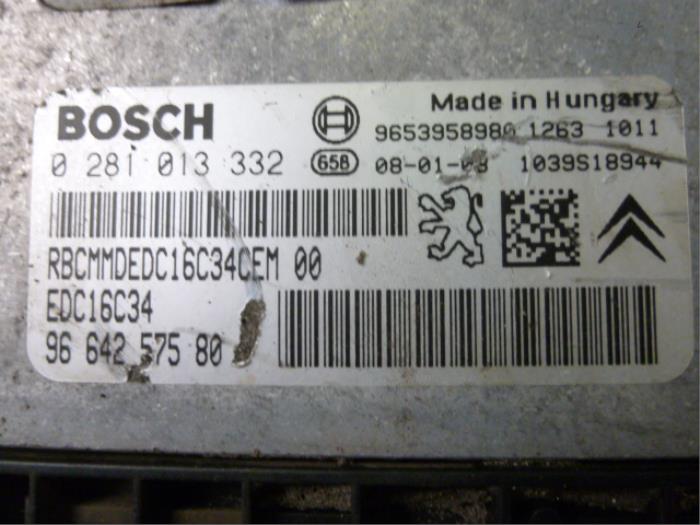 BOSCH
Made in Hungary
9653958980 1263 1011
0 281 013 332 658 08-01-03 1039S18944
RBCMMDEDC16C34CEM 00
EDC16C34
96 642 575 80